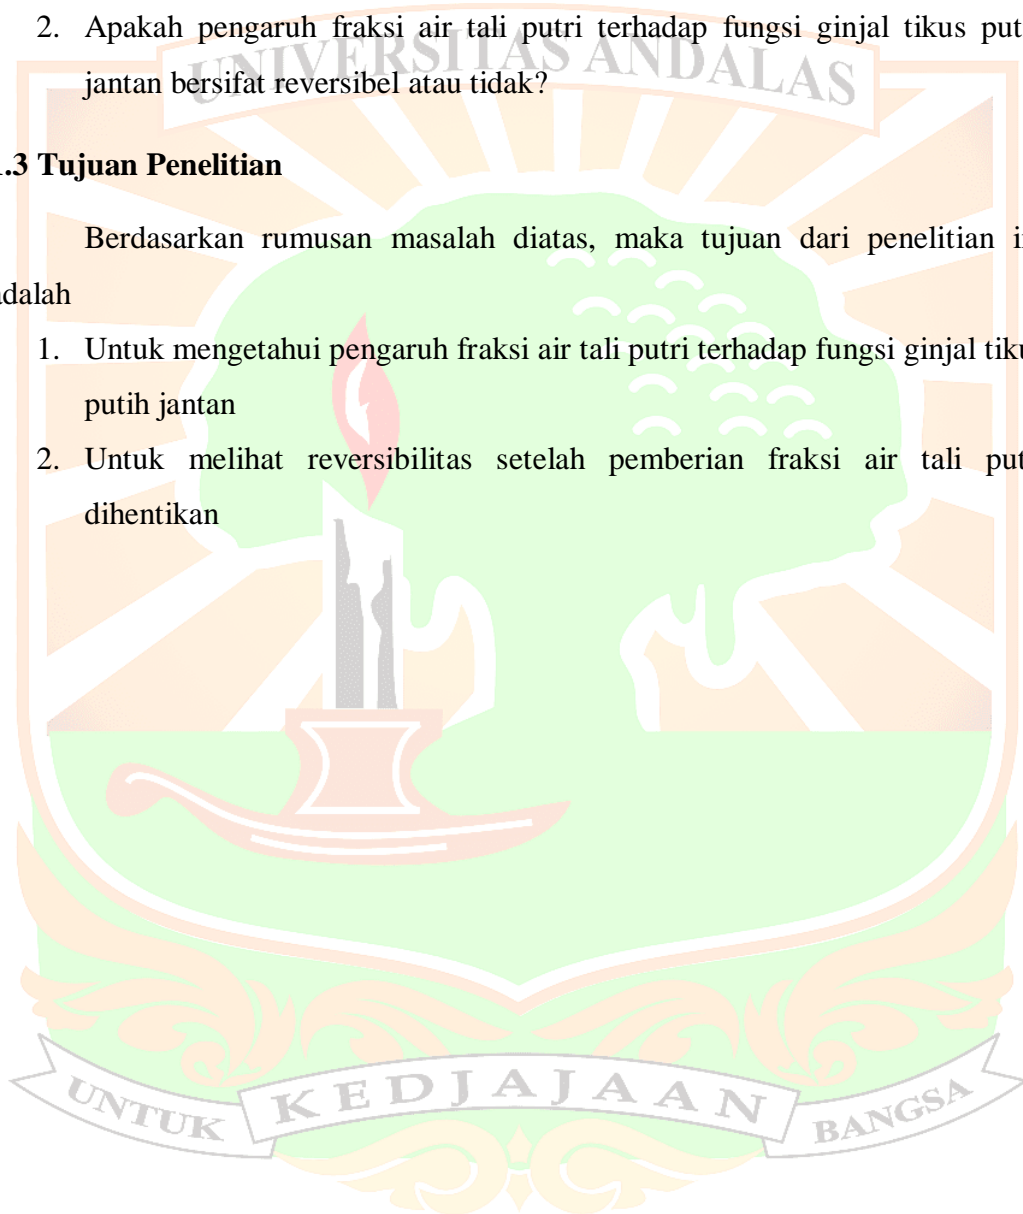 2. Apakah pengaruh fraksi air tali putri terhadap fungsi ginjal tikus put
UNIVERSITAS ANDALAS
jantan bersifat reversibel atau tidak?
.3 Tujuan Penelitian
Berdasarkan rumusan masalah diatas, maka tujuan dari penelitian i
dalah
1. Untuk mengetahui pengaruh fraksi air tali putri terhadap fungsi ginjal tik
putih jantan
2. Untuk melihat reversibilitas setelah pemberian fraksi air tali put
dihentikan
UNTUK KEDJAJAAN BANGSA